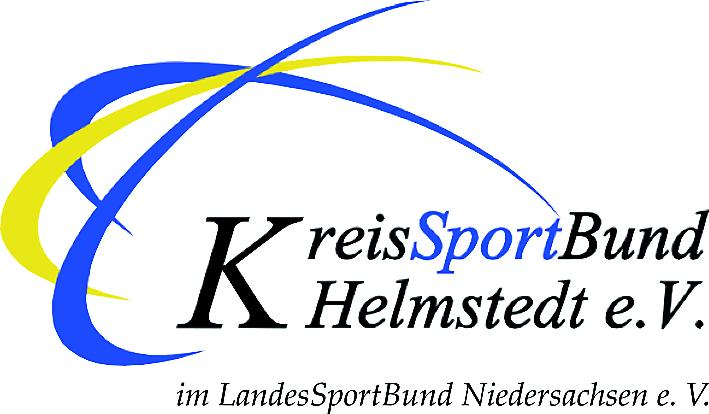 KreisSportBund
Helmstedt e.V.
im LandesSportBund Niedersachsen e. V.